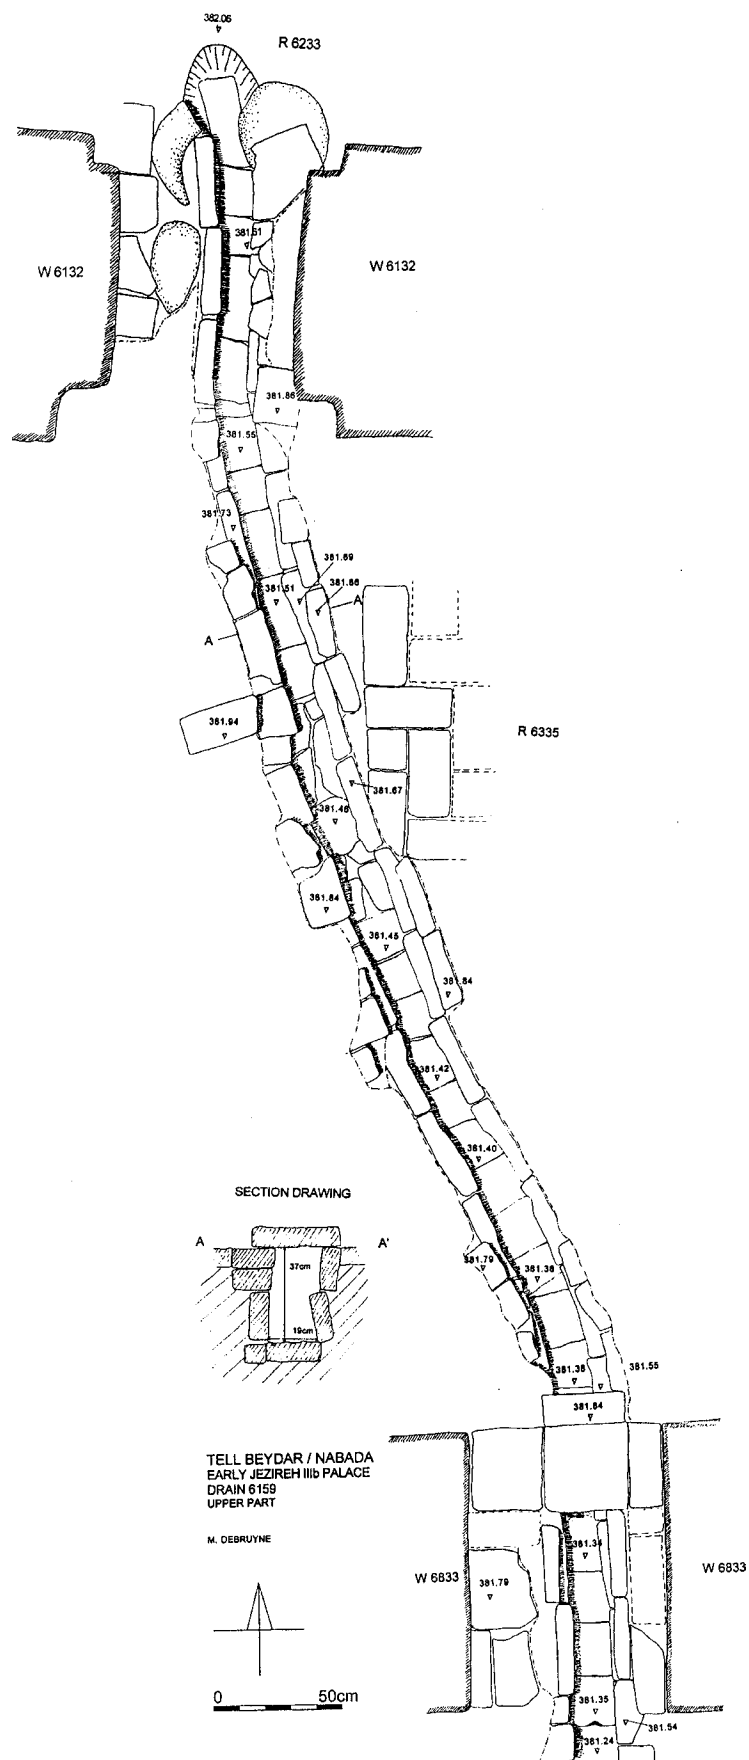 382.06
R 6233
381.61
W 6132
W 6132
381.86
381.55
381.73
381.69
381.86
381.51
A
A
381.94
R 6335
381.67
381.46
381.84
381.45
381.84
381.42
381.40
SECTION DRAWING
A
A'
37cm
19cm
381.79
381.38
381.38
381.55
381.84
TELL BEYDAR / NABADA
EARLY JEZIREH IIIb PALACE
DRAIN 6159
UPPER PART
M. DEBRUYNE
381.34
W 6833
W 6833
381.79
0 50cm
381.35
381.54
381.24